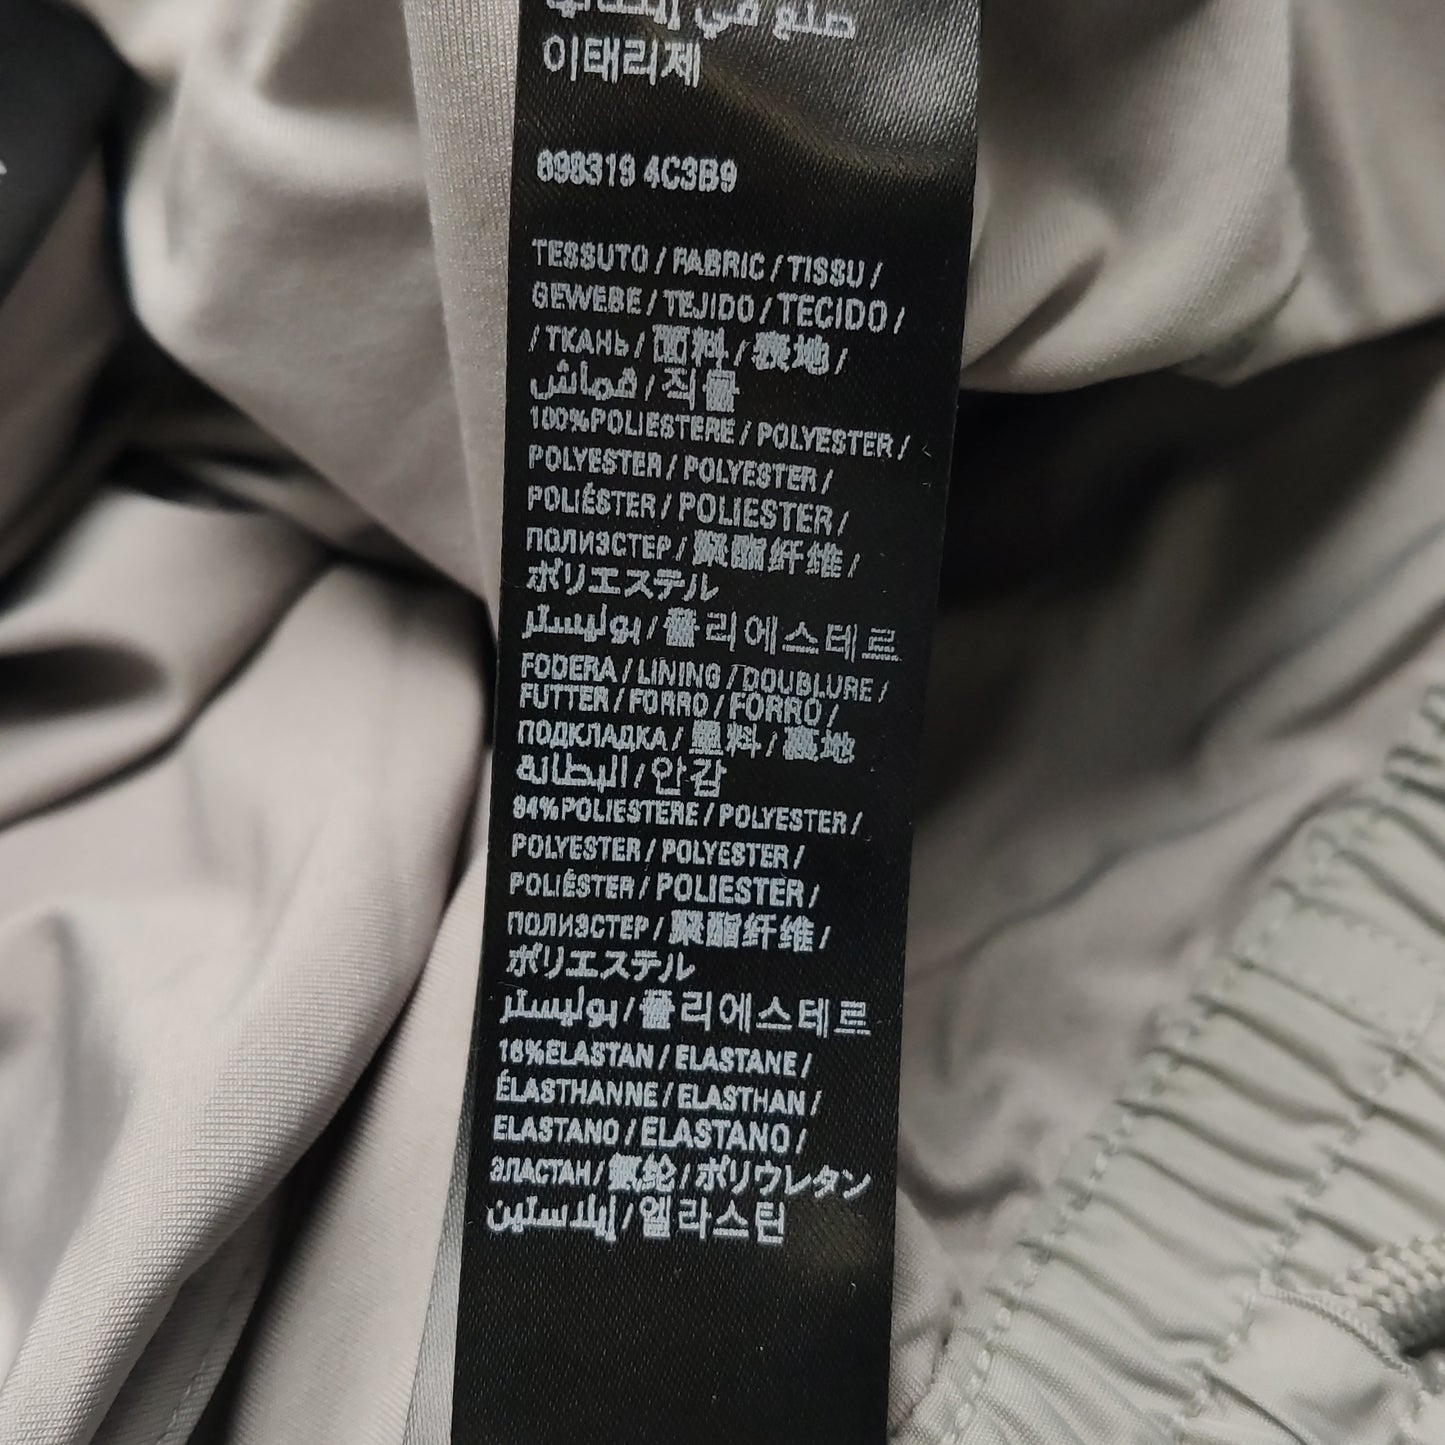 صنع في إيطاليا
이태리제
698319 4C3B9
TESSUTO / FABRIC / TISSU /
GEWEBE / TEJIDO / TECIDO /
/ ТКАНЬ / 面料 / 表地 /
قماش / 직물
100%POLIESTERE / POLYESTER /
POLYESTER / POLYESTER /
POLIÉSTER / POLIESTER /
ПОЛИЭСТЕР / 聚酯纤维 /
ポリエステル
بوليستر / 폴리에스테르
FODERA / LINING / DOUBLURE /
FUTTER / FORRO / FORRO /
ПОДКЛАДКА / 里料 / 裏地
البطانة / 안감
84%POLIESTERE / POLYESTER /
POLYESTER / POLYESTER /
POLIÉSTER / POLIESTER /
ПОЛИЭСТЕР / 聚酯纤维 /
ポリエステル
بوليستر / 폴리에스테르
16%ELASTAN / ELASTANE /
ÉLASTHANNE / ELASTHAN /
ELASTANO / ELASTANO /
ЭЛАСТАН / 氨纶 / ポリウレタン
إيلاستين / 엘라스틴